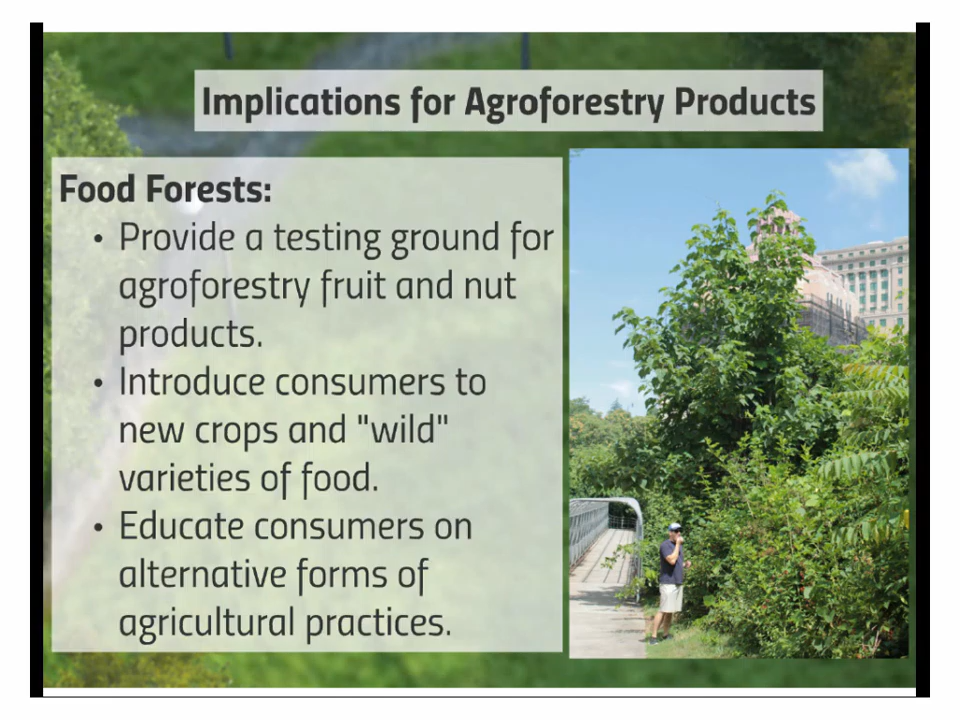 Implications for Agroforestry Products
Food Forests:
• Provide a testing ground for
agroforestry fruit and nut
products.
• Introduce consumers to
new crops and "wild"
varieties of food.
• Educate consumers on
alternative forms of
agricultural practices.